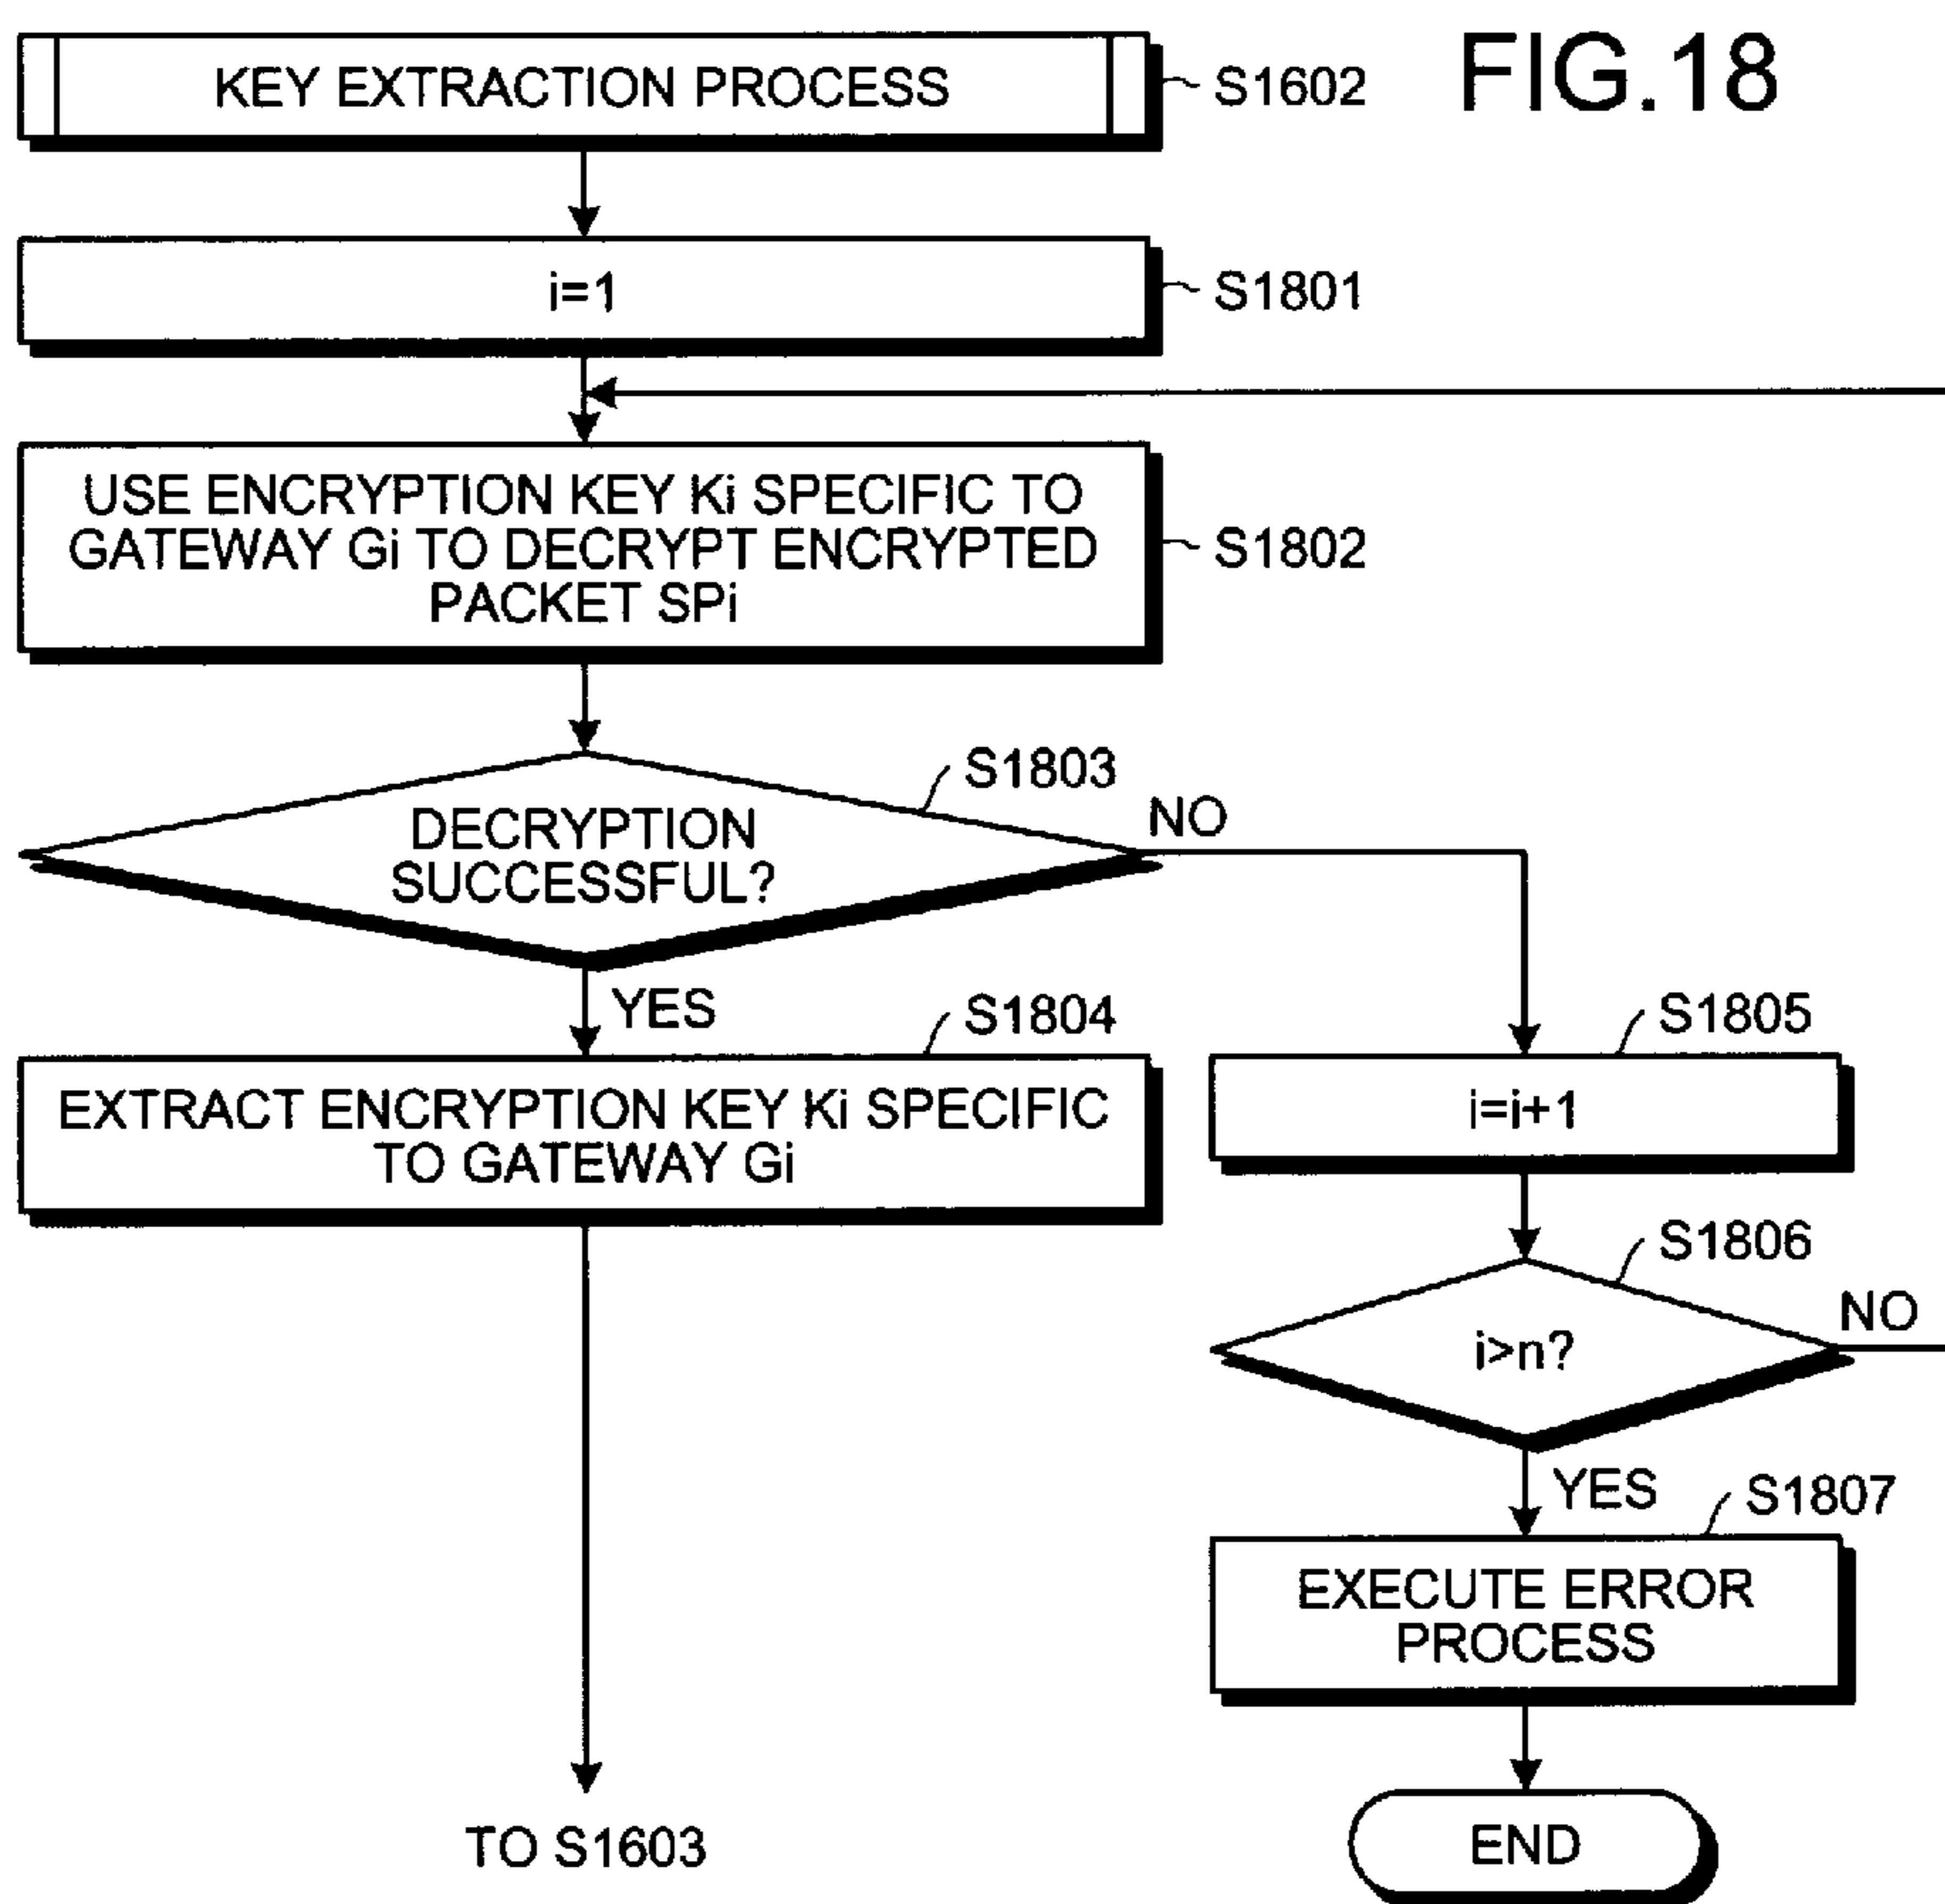 FIG.18
KEY EXTRACTION PROCESS
S1602
i=1
S1801
USE ENCRYPTION KEY Ki SPECIFIC TO
GATEWAY Gi TO DECRYPT ENCRYPTED
PACKET SPi
S1802
S1803
DECRYPTION
SUCCESSFUL?
NO
YES
S1804
EXTRACT ENCRYPTION KEY Ki SPECIFIC
TO GATEWAY Gi
S1805
i=i+1
S1806
i>n?
NO
YES
S1807
EXECUTE ERROR
PROCESS
TO S1603
END